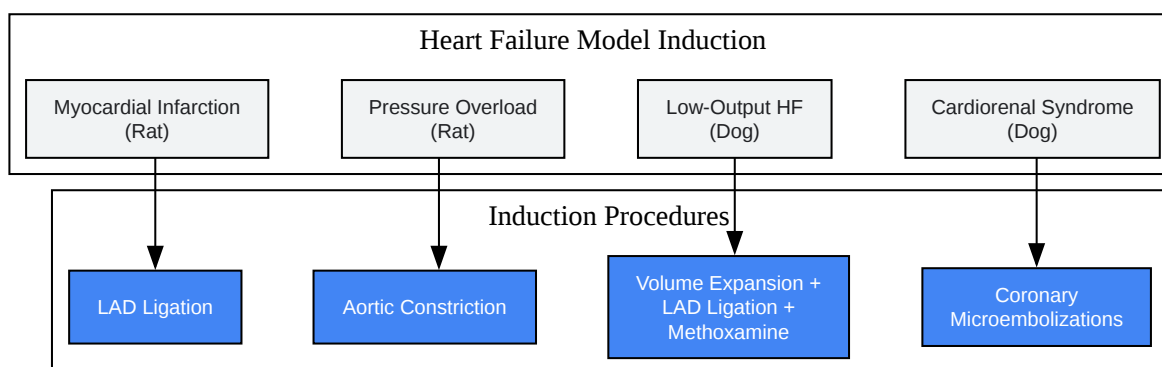 Heart Failure Model Induction
Myocardial Infarction
(Rat)
Pressure Overload
(Rat)
Low-Output HF
(Dog)
Cardiorenal Syndrome
(Dog)
Induction Procedures
LAD Ligation
Aortic Constriction
Volume Expansion +
LAD Ligation +
Methoxamine
Coronary
Microembolizations